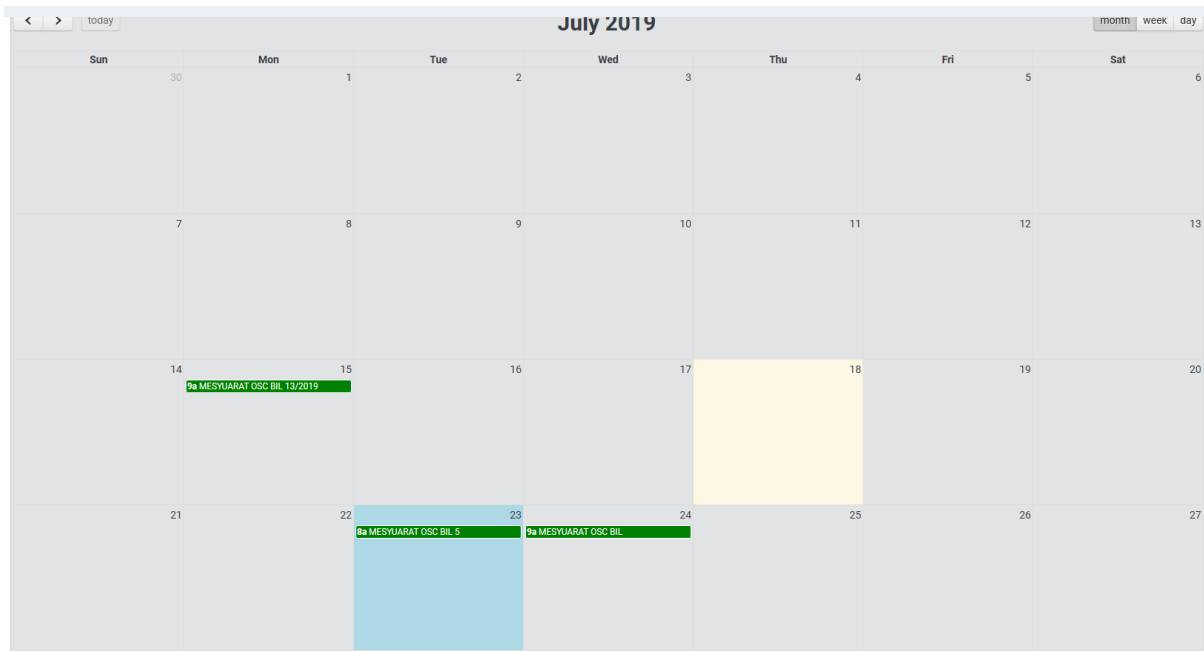 today July 2019 month week day
Sun Mon Tue Wed Thu Fri Sat
30 1 2 3 4 5 6
7 8 9 10 11 12 13
14 15 16 17 18 19 20
9a MESYUARAT OSC BIL 13/2019
21 22 23 24 25 26 27
8a MESYUARAT OSC BIL 5 9a MESYUARAT OSC BIL